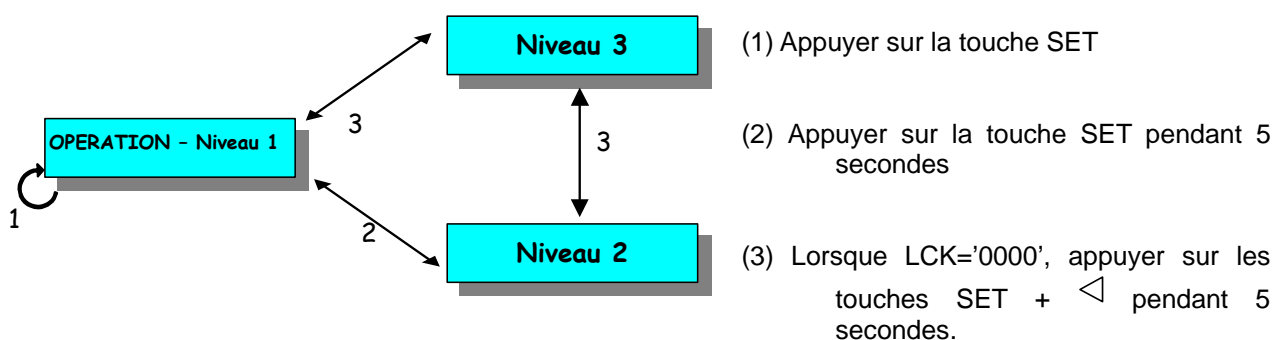 Niveau 3
(1) Appuyer sur la touche SET
3
OPERATION – Niveau 1
3
(2) Appuyer sur la touche SET pendant 5
secondes
1
2
Niveau 2
(3) Lorsque LCK='0000', appuyer sur les
touches SET + ◁ pendant 5
secondes.